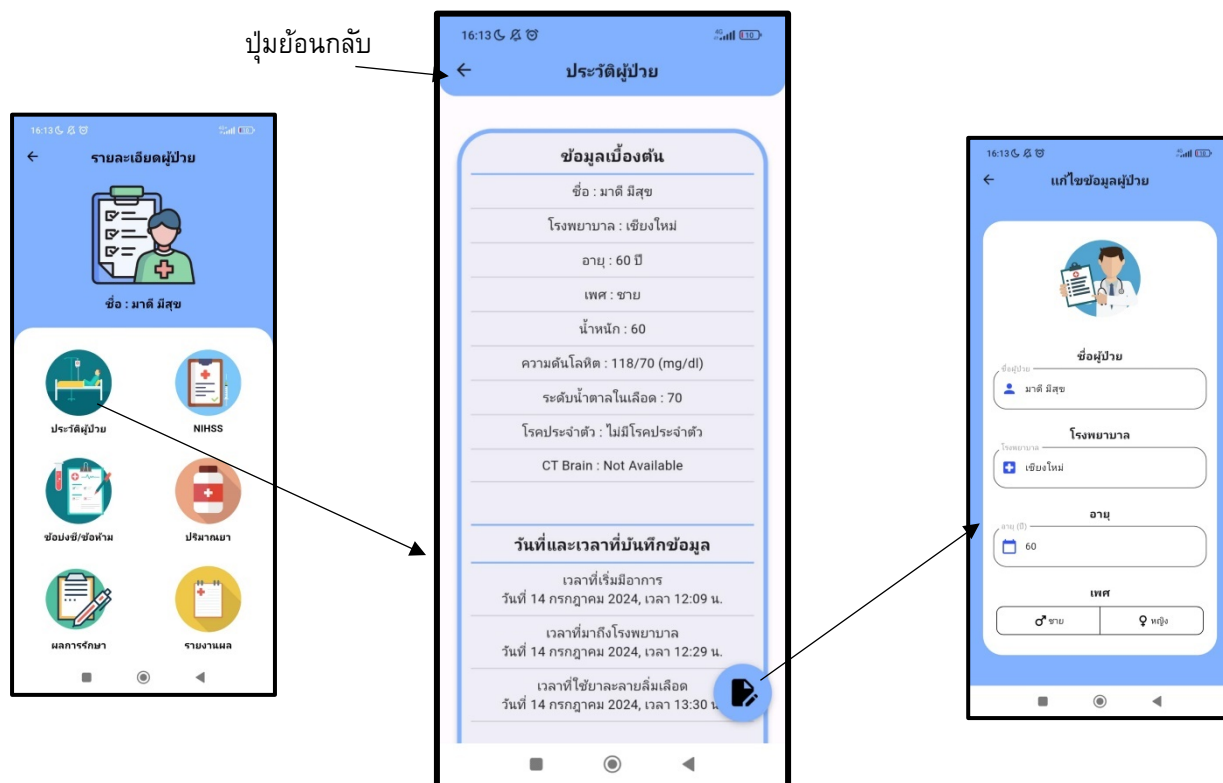 ปุ่มย้อนกลับ
16:13
รายละเอียดผู้ป่วย
ชื่อ : มาดี มีสุข
ประวัติผู้ป่วย
NIHSS
ข้อบ่งชี้/ข้อห้าม
ปริมาณยา
ผลการรักษา
รายงานผล
16:13
4G
10
ประวัติผู้ป่วย
ข้อมูลเบื้องต้น
ชื่อ : มาดี มีสุข
โรงพยาบาล : เชียงใหม่
อายุ : 60 ปี
เพศ : ชาย
น้ำหนัก : 60
ความดันโลหิต : 118/70 (mg/dl)
ระดับน้ำตาลในเลือด : 70
โรคประจำตัว : ไม่มีโรคประจำตัว
CT Brain : Not Available
วันที่และเวลาที่บันทึกข้อมูล
เวลาที่เริ่มมีอาการ
วันที่ 14 กรกฎาคม 2024, เวลา 12:09 น.
เวลาที่มาถึงโรงพยาบาล
วันที่ 14 กรกฎาคม 2024, เวลา 12:29 น.
เวลาที่ใช้ยาละลายลิ่มเลือด
วันที่ 14 กรกฎาคม 2024, เวลา 13:30 น
16:13
แก้ไขข้อมูลผู้ป่วย
ชื่อผู้ป่วย
ชื่อผู้ป่วย
มาดี มีสุข
โรงพยาบาล
โรงพยาบาล
เชียงใหม่
อายุ
อายุ (ปี)
60
เพศ
ชาย
หญิง